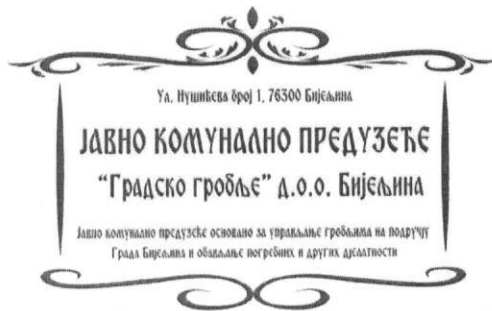 Ул. Нушићева број 1, 76300 Бијељина
ЈАВНО КОМУНАЛНО ПРЕДУЗЕЋЕ
“Градско гробље” д.о.о. Бијељина
Јавно комунално предузеће основано за управљање гробљима на подручју
Града Бијељина и обављање погребних и других дјелатности